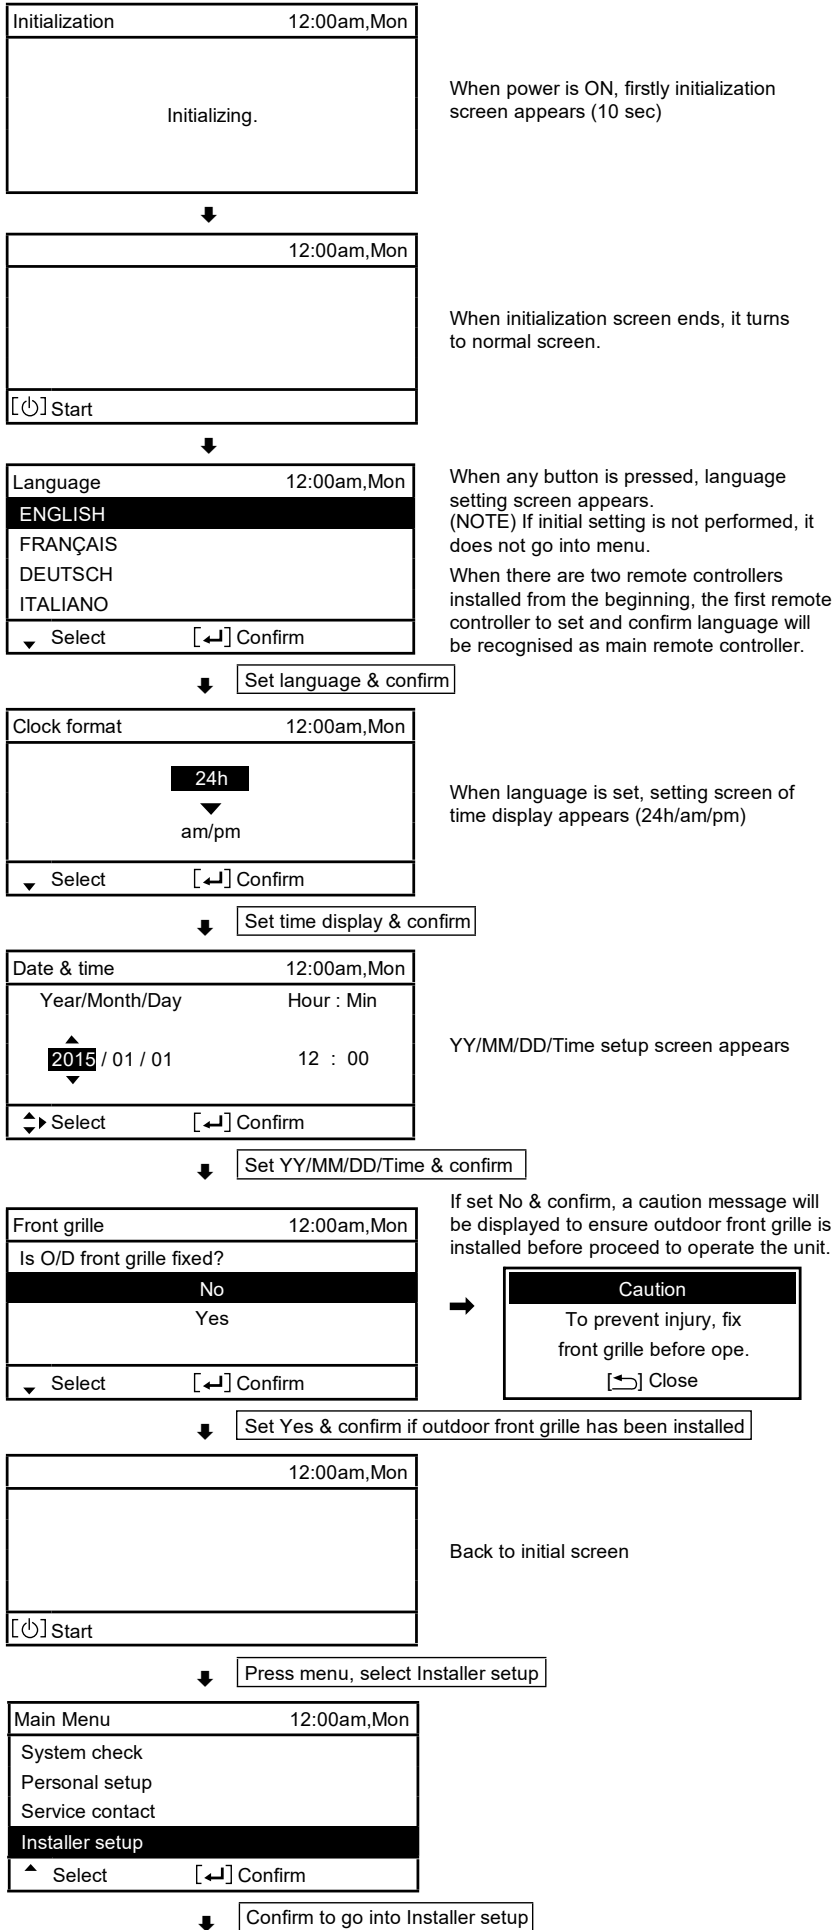 Initialization 12:00am,Mon
Initializing.
When power is ON, firstly initialization
screen appears (10 sec)
12:00am,Mon
[⏻] Start
When initialization screen ends, it turns
to normal screen.
Language 12:00am,Mon
ENGLISH
FRANÇAIS
DEUTSCH
ITALIANO
Select [↵] Confirm
When any button is pressed, language
setting screen appears.
(NOTE) If initial setting is not performed, it
does not go into menu.
When there are two remote controllers
installed from the beginning, the first remote
controller to set and confirm language will
be recognised as main remote controller.
Set language & confirm
Clock format 12:00am,Mon
24h
am/pm
Select [↵] Confirm
When language is set, setting screen of
time display appears (24h/am/pm)
Set time display & confirm
Date & time 12:00am,Mon
Year/Month/Day Hour : Min
2015 / 01 / 01 12 : 00
Select [↵] Confirm
YY/MM/DD/Time setup screen appears
Set YY/MM/DD/Time & confirm
Front grille 12:00am,Mon
Is O/D front grille fixed?
No
Yes
Select [↵] Confirm
If set No & confirm, a caution message will
be displayed to ensure outdoor front grille is
installed before proceed to operate the unit.
Caution
To prevent injury, fix
front grille before ope.
[⮌] Close
Set Yes & confirm if outdoor front grille has been installed
12:00am,Mon
[⏻] Start
Back to initial screen
Press menu, select Installer setup
Main Menu 12:00am,Mon
System check
Personal setup
Service contact
Installer setup
Select [↵] Confirm
Confirm to go into Installer setup